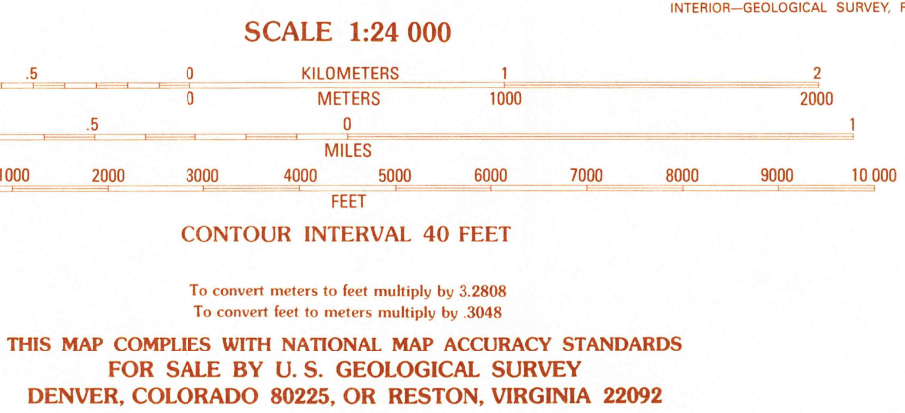 INTERIOR—GEOLOGICAL SURVEY,
SCALE 1:24 000
.5 0 KILOMETERS 1 2
0 METERS 1000 2000
.5 0 1
MILES
1000 2000 3000 4000 5000 6000 7000 8000 9000 10 000
FEET
CONTOUR INTERVAL 40 FEET
To convert meters to feet multiply by 3.2808
To convert feet to meters multiply by .3048
THIS MAP COMPLIES WITH NATIONAL MAP ACCURACY STANDARDS
FOR SALE BY U. S. GEOLOGICAL SURVEY
DENVER, COLORADO 80225, OR RESTON, VIRGINIA 22092